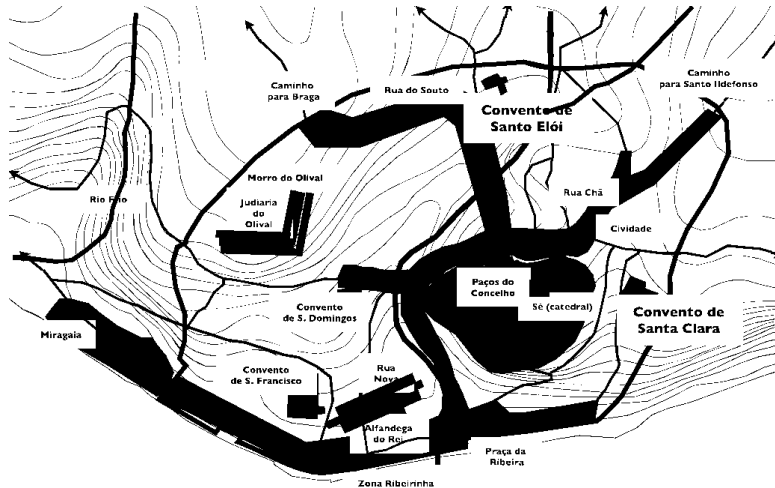 Caminho
para Braga
Rua do Souto
Convento de
Santo Elói
Caminho
para Santo Ildefonso
Morro do Olival
Judiaria
do
Olival
Rio Frio
Rua Chã
Cividade
Paços do
Concelho
Sé (catedral)
Convento
de S. Domingos
Convento de
Santa Clara
Miragaia
Convento
de S. Francisco
Rua
Nova
Alfandega
do Rei
Praça da
Ribeira
Zona Ribeirinha